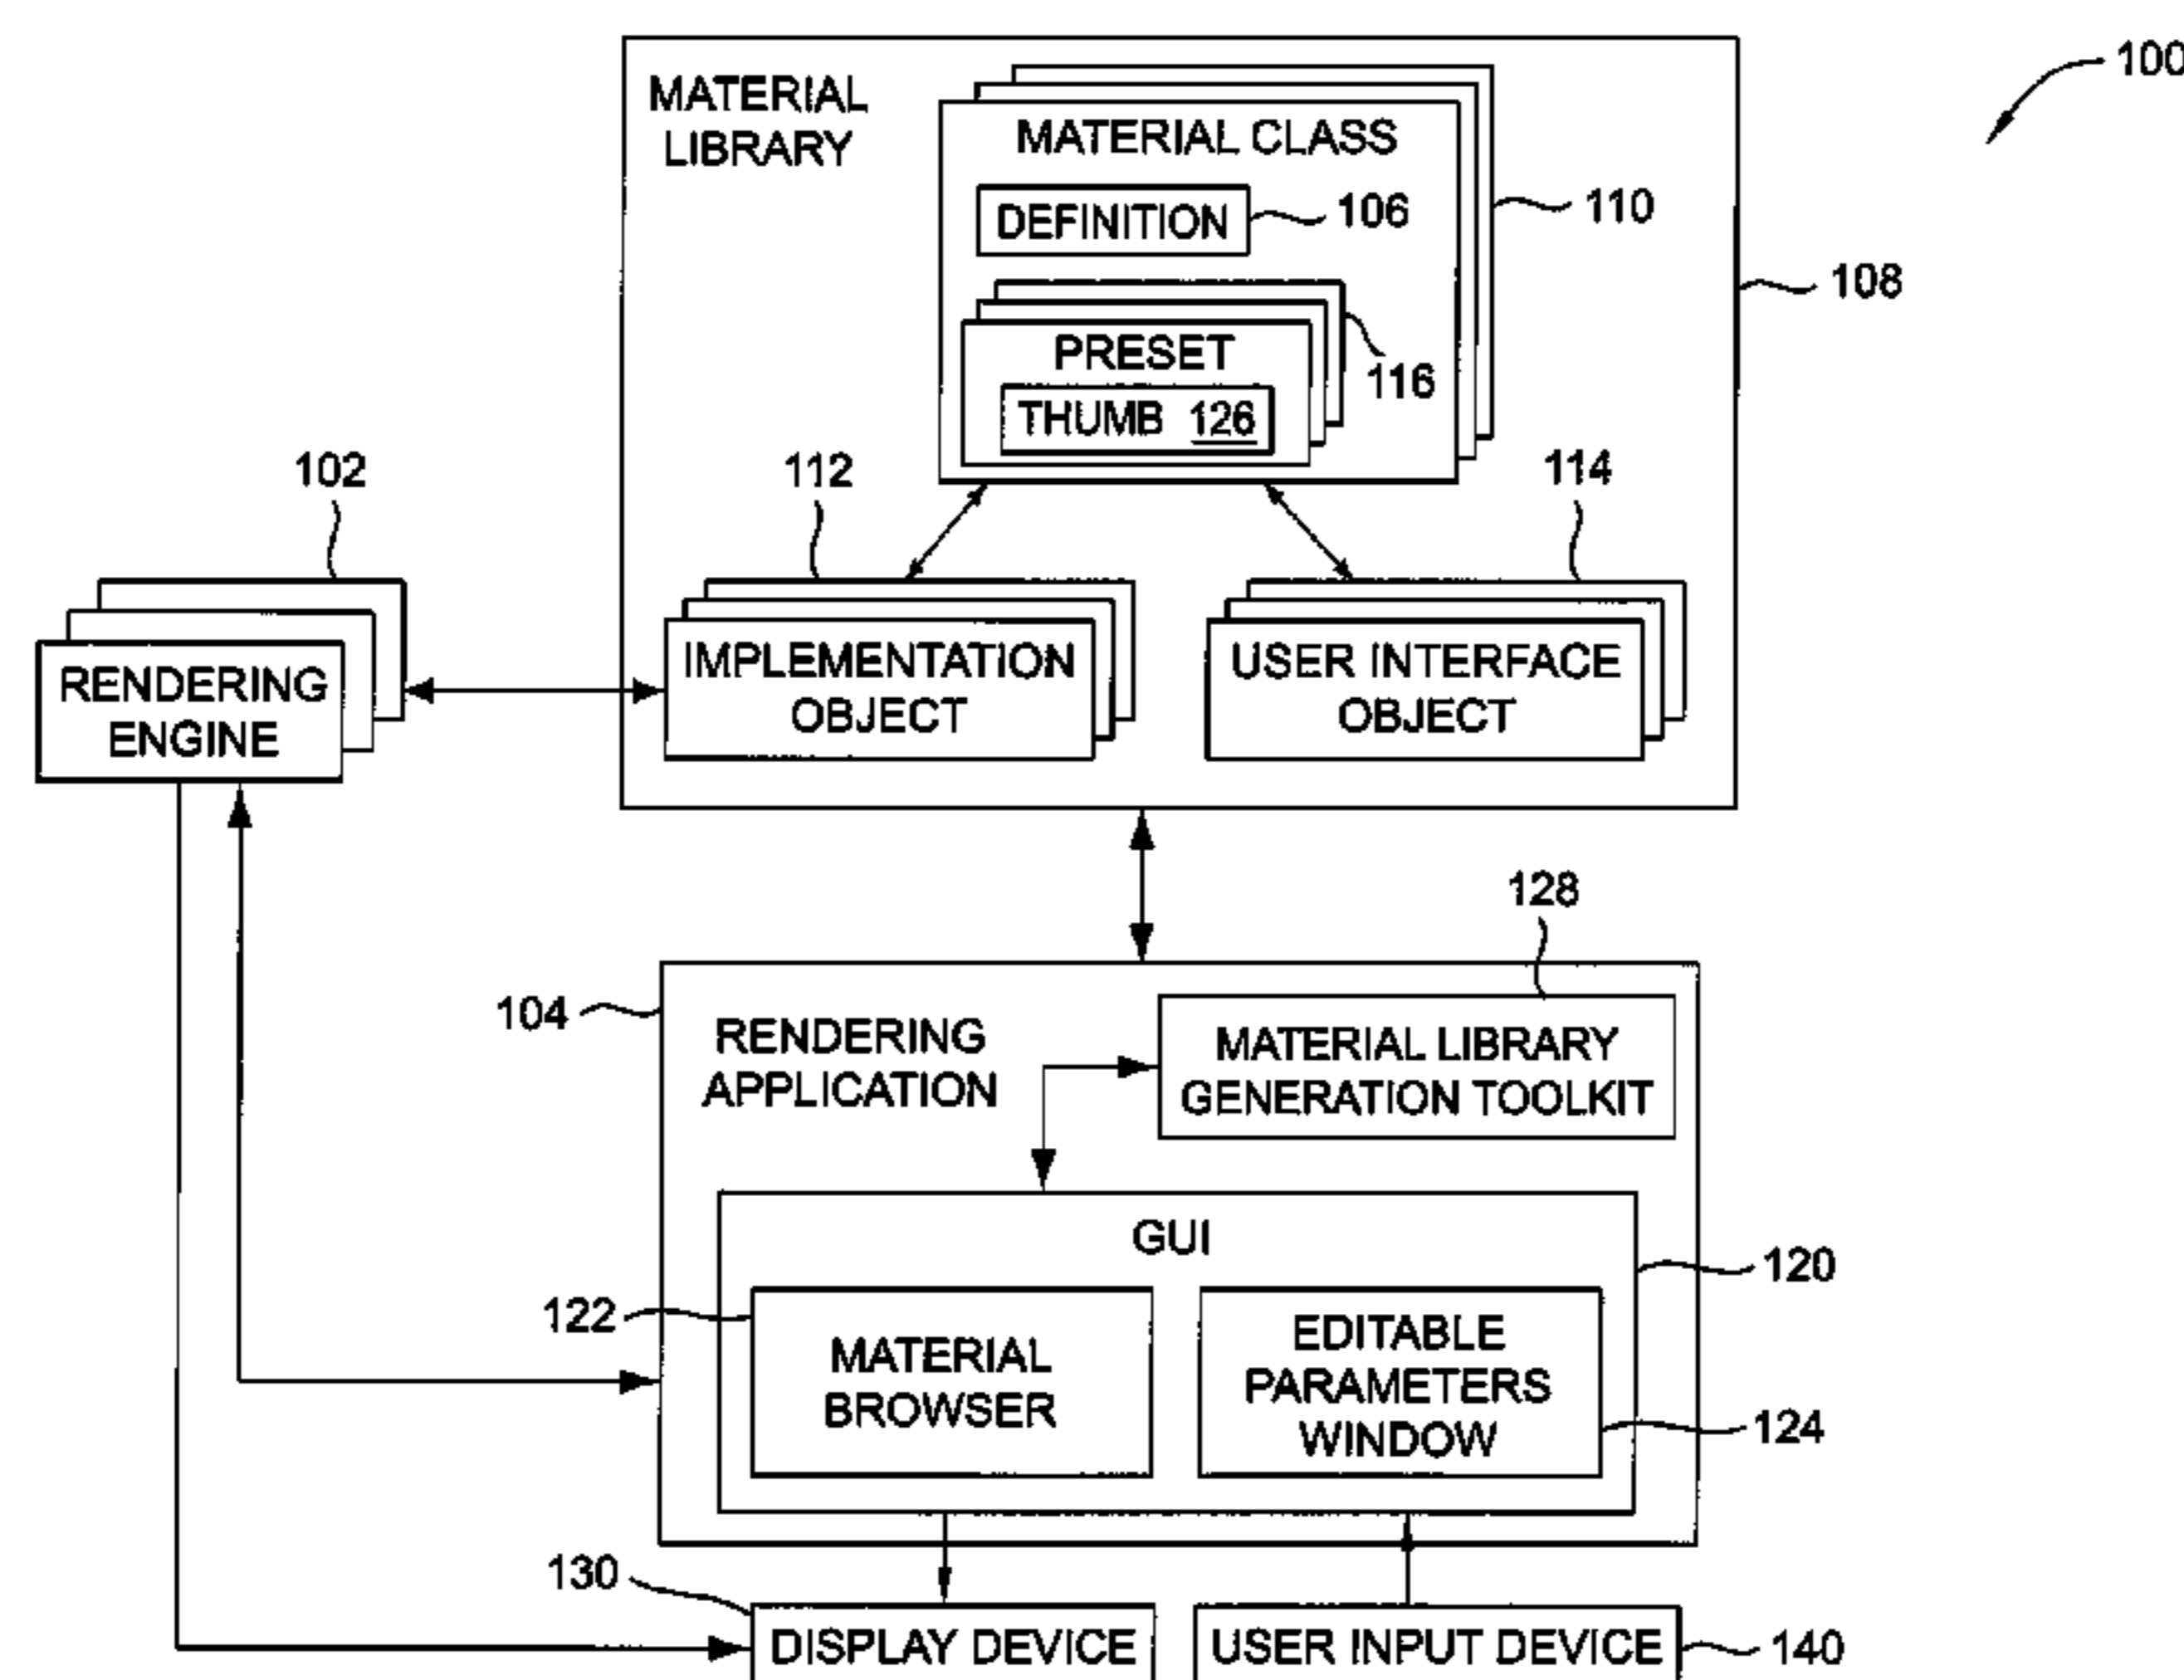 100
MATERIAL
LIBRARY
MATERIAL CLASS
DEFINITION
106
110
108
PRESET
116
THUMB 126
102
112
114
RENDERING
ENGINE
IMPLEMENTATION
OBJECT
USER INTERFACE
OBJECT
128
104
RENDERING
APPLICATION
MATERIAL LIBRARY
GENERATION TOOLKIT
GUI
120
122
MATERIAL
BROWSER
EDITABLE
PARAMETERS
WINDOW
124
130
DISPLAY DEVICE
USER INPUT DEVICE
140